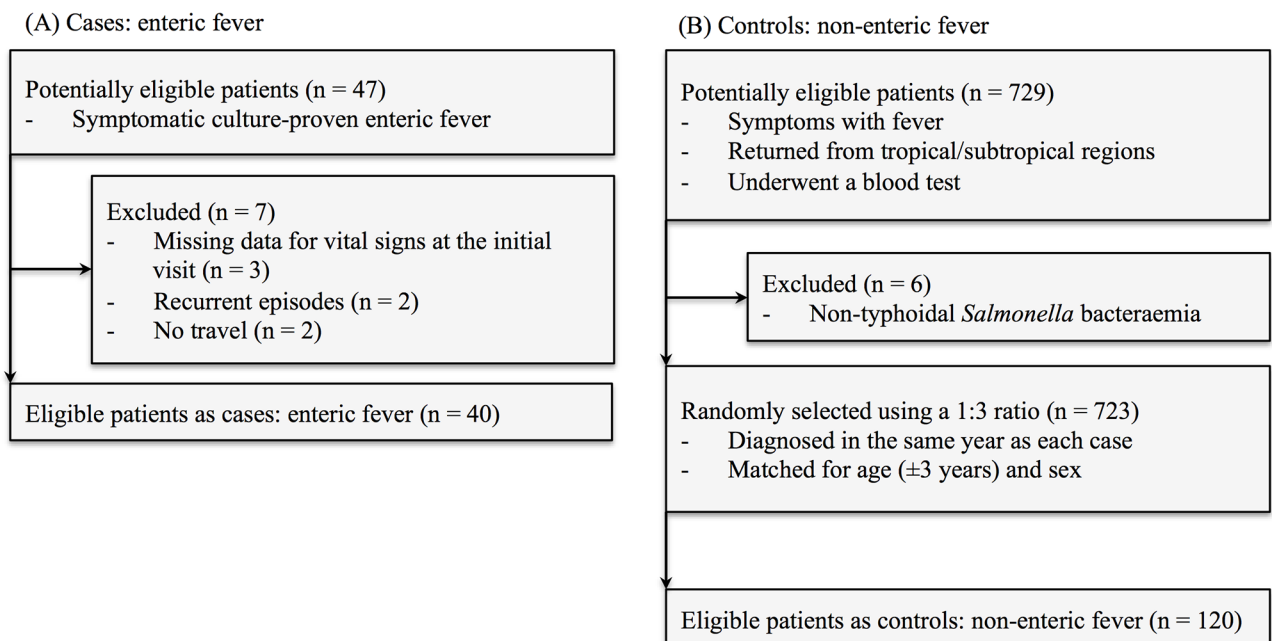 (A) Cases: enteric fever
Potentially eligible patients (n = 47)
- Symptomatic culture-proven enteric fever
Excluded (n = 7)
- Missing data for vital signs at the initial
visit (n = 3)
- Recurrent episodes (n = 2)
- No travel (n = 2)
Eligible patients as cases: enteric fever (n = 40)
(B) Controls: non-enteric fever
Potentially eligible patients (n = 729)
- Symptoms with fever
- Returned from tropical/subtropical regions
- Underwent a blood test
Excluded (n = 6)
- Non-typhoidal Salmonella bacteraemia
Randomly selected using a 1:3 ratio (n = 723)
- Diagnosed in the same year as each case
- Matched for age (±3 years) and sex
Eligible patients as controls: non-enteric fever (n = 120)